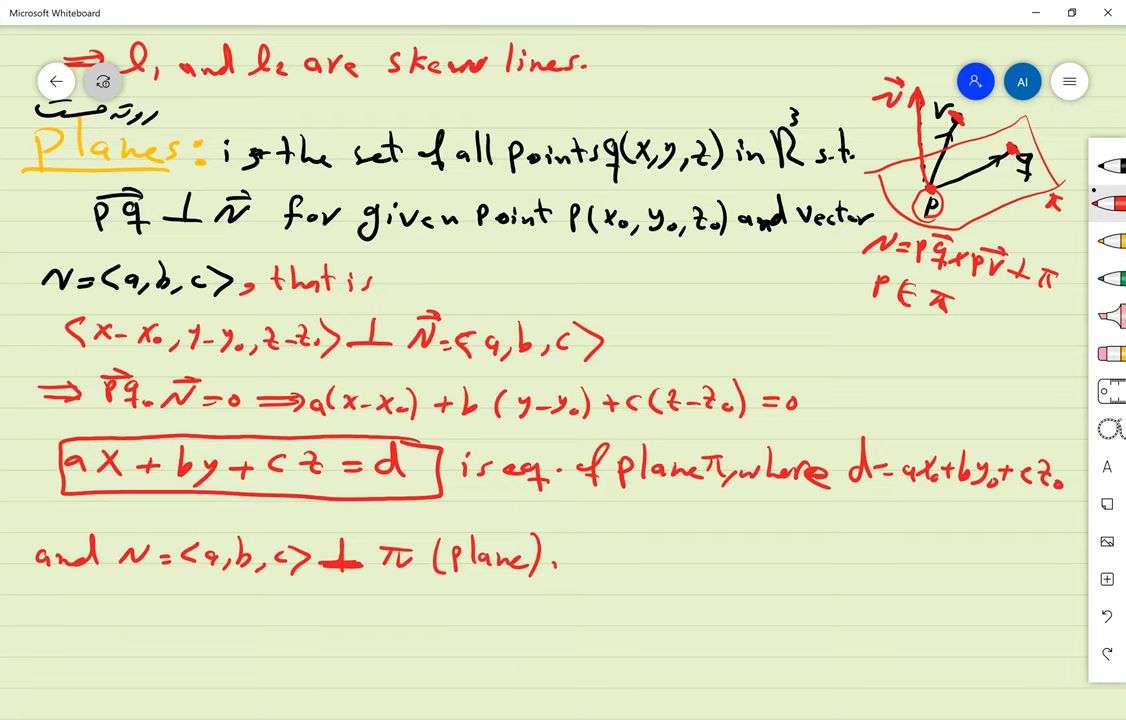 Microsoft Whiteboard
⇒ l₁ and l₂ are skew lines.
AI
Planes: is the set of all points q(x,y,z) in ℝ³ s.t.
pq⃗ ⊥ N⃗ for given point P(x₀, y₀, z₀) and vector
N = <a, b, c>, that is
<x-x₀, y-y₀, z-z₀> ⊥ N⃗ = <a, b, c>
⇒ pq⃗ . N⃗ = 0 ⇒ a(x-x₀) + b(y-y₀) + c(z-z₀) = 0
ax + by + cz = d is eq. of plane π, where d = ax₀ + by₀ + cz₀
and N = <a, b, c> ⊥ π (plane).
N⃗
r
q
P
π
N = pq⃗ × pr⃗ ⊥ π
P ∈ π
A